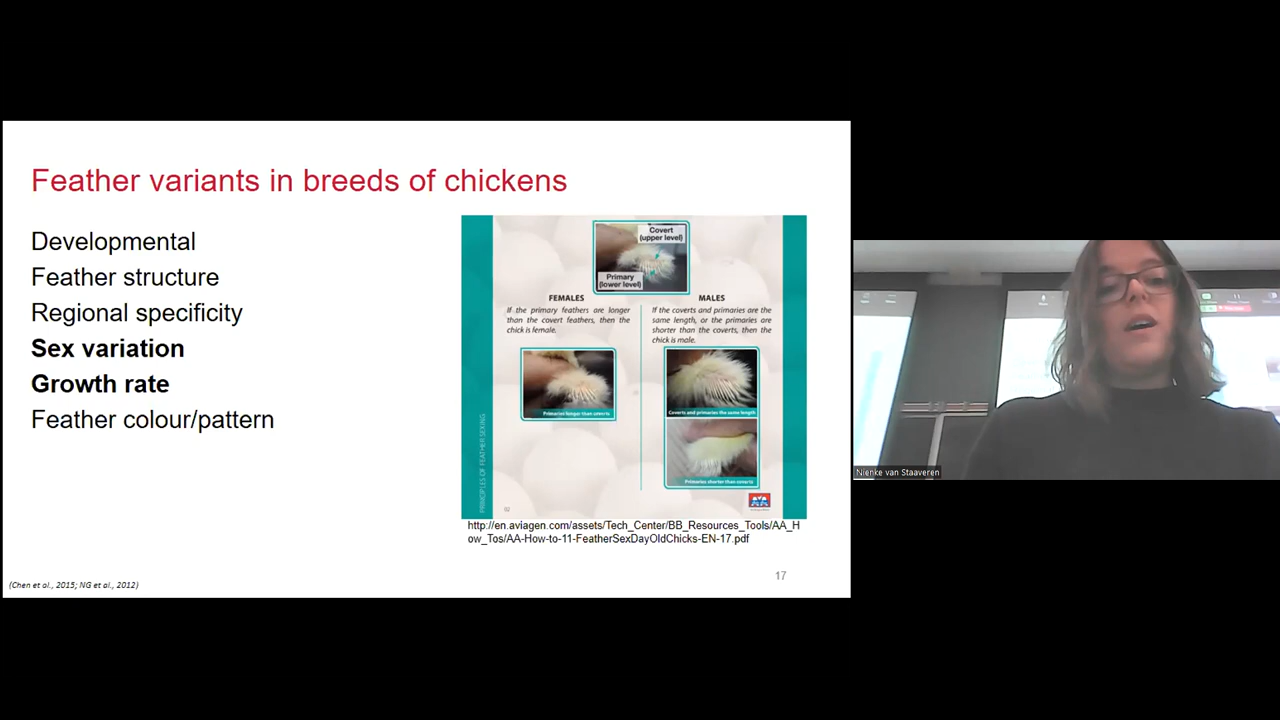 Feather variants in breeds of chickens
Developmental
Feather structure
Regional specificity
Sex variation
Growth rate
Feather colour/pattern
Covert
(upper level)
Primary
(lower level)
FEMALES
If the primary feathers are longer
than the covert feathers, then the
chick is female.
Primaries longer than coverts
MALES
If the coverts and primaries are the
same length, or the primaries are
shorter than the coverts, then the
chick is male.
Coverts and primaries the same length
Primaries shorter than coverts
PRINCIPLES OF FEATHER SEXING
02
http://en.aviagen.com/assets/Tech_Center/BB_Resources_Tools/AA_H
ow_Tos/AA-How-to-11-FeatherSexDayOldChicks-EN-17.pdf
(Chen et al., 2015; NG et al., 2012)
17
Nienke van Staaveren